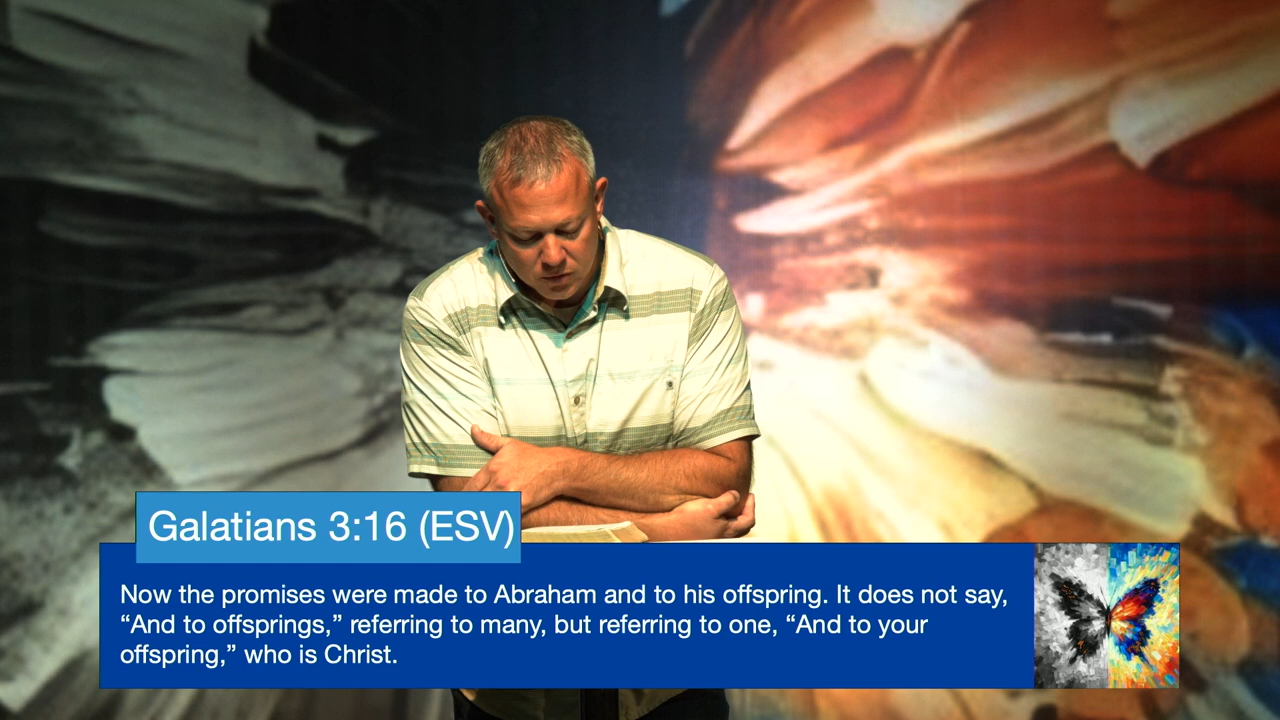 Galatians 3:16 (ESV)
Now the promises were made to Abraham and to his offspring. It does not say,
“And to offsprings,” referring to many, but referring to one, “And to your
offspring,” who is Christ.